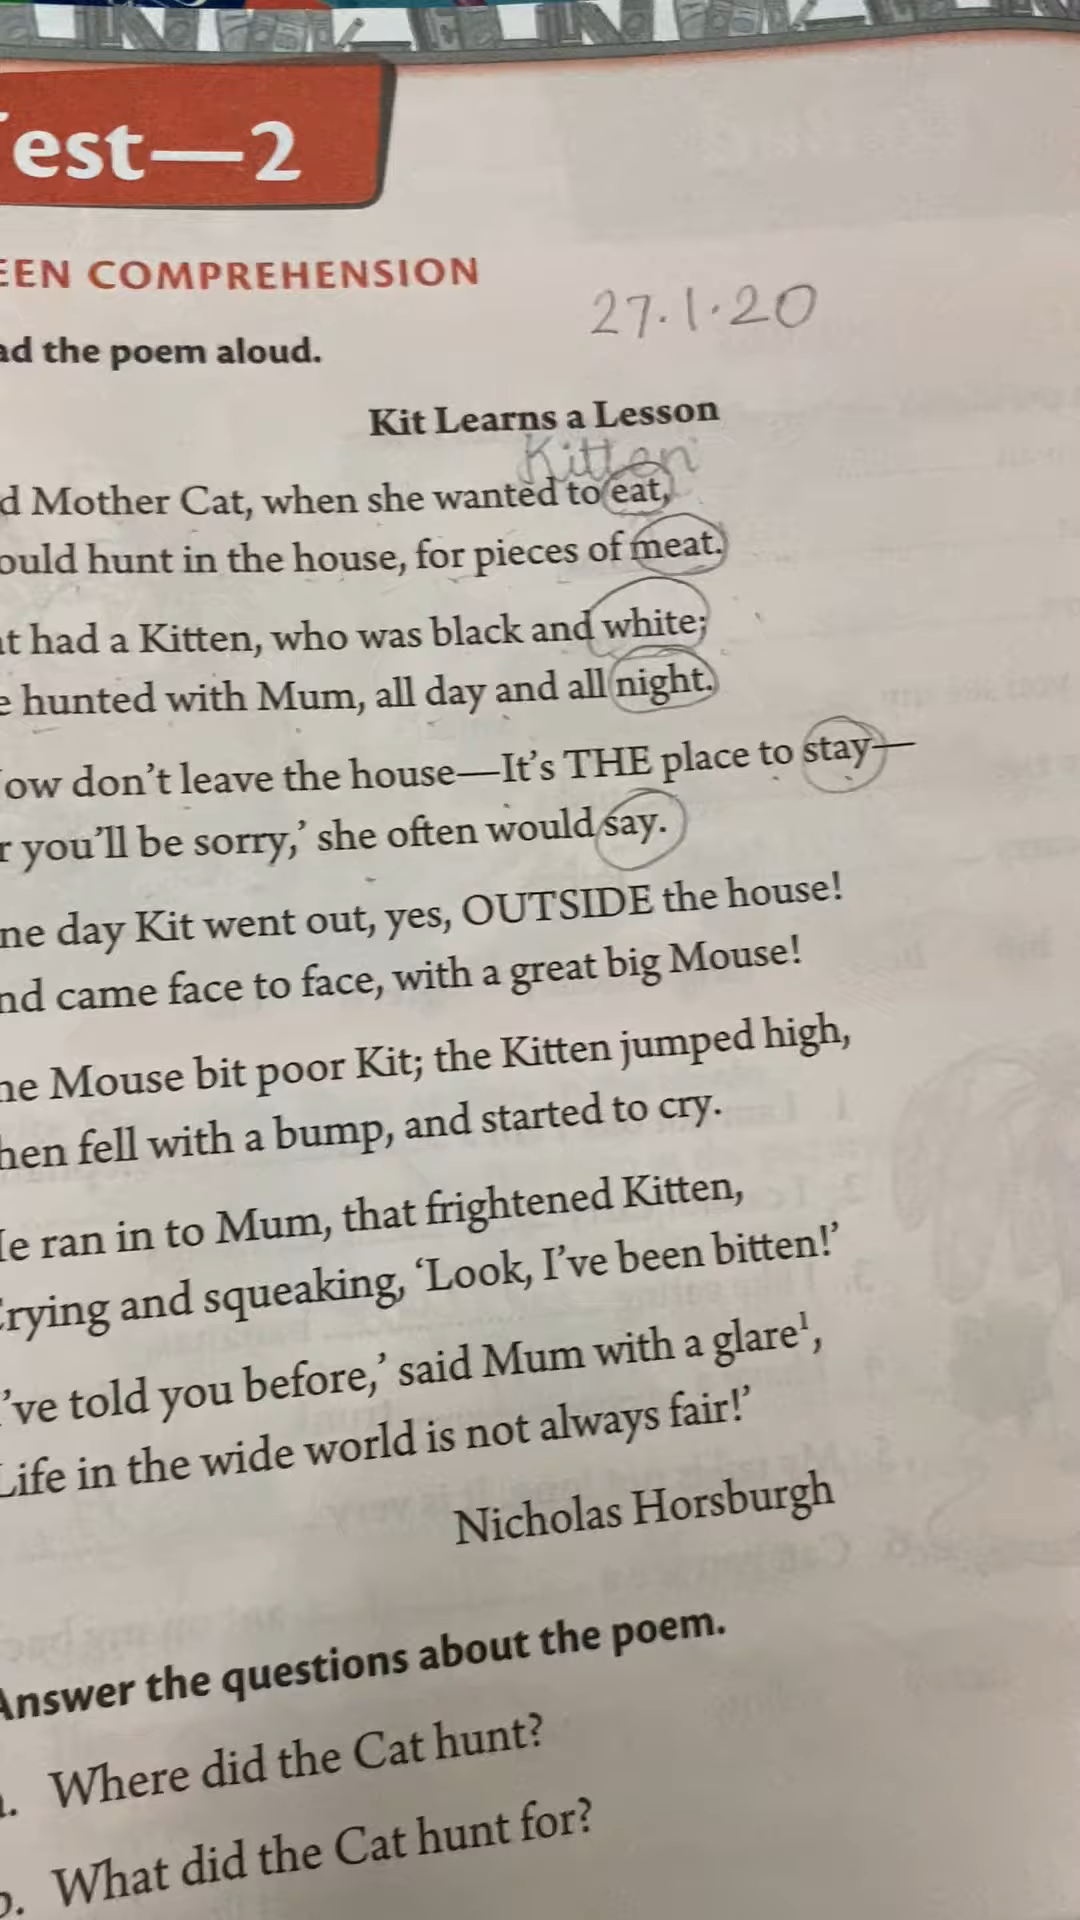 est—2
EEN COMPREHENSION
27.1.20
ad the poem aloud.
Kit Learns a Lesson
Kitten
d Mother Cat, when she wanted to eat,
ould hunt in the house, for pieces of meat.
at had a Kitten, who was black and white;
e hunted with Mum, all day and all night.
ow don't leave the house—It's THE place to stay—
r you'll be sorry,' she often would say.
ne day Kit went out, yes, OUTSIDE the house!
nd came face to face, with a great big Mouse!
he Mouse bit poor Kit; the Kitten jumped high,
hen fell with a bump, and started to cry.
He ran in to Mum, that frightened Kitten,
Crying and squeaking, 'Look, I've been bitten!'
I've told you before,' said Mum with a glare¹,
Life in the wide world is not always fair!'
Nicholas Horsburgh
Answer the questions about the poem.
a. Where did the Cat hunt?
b. What did the Cat hunt for?